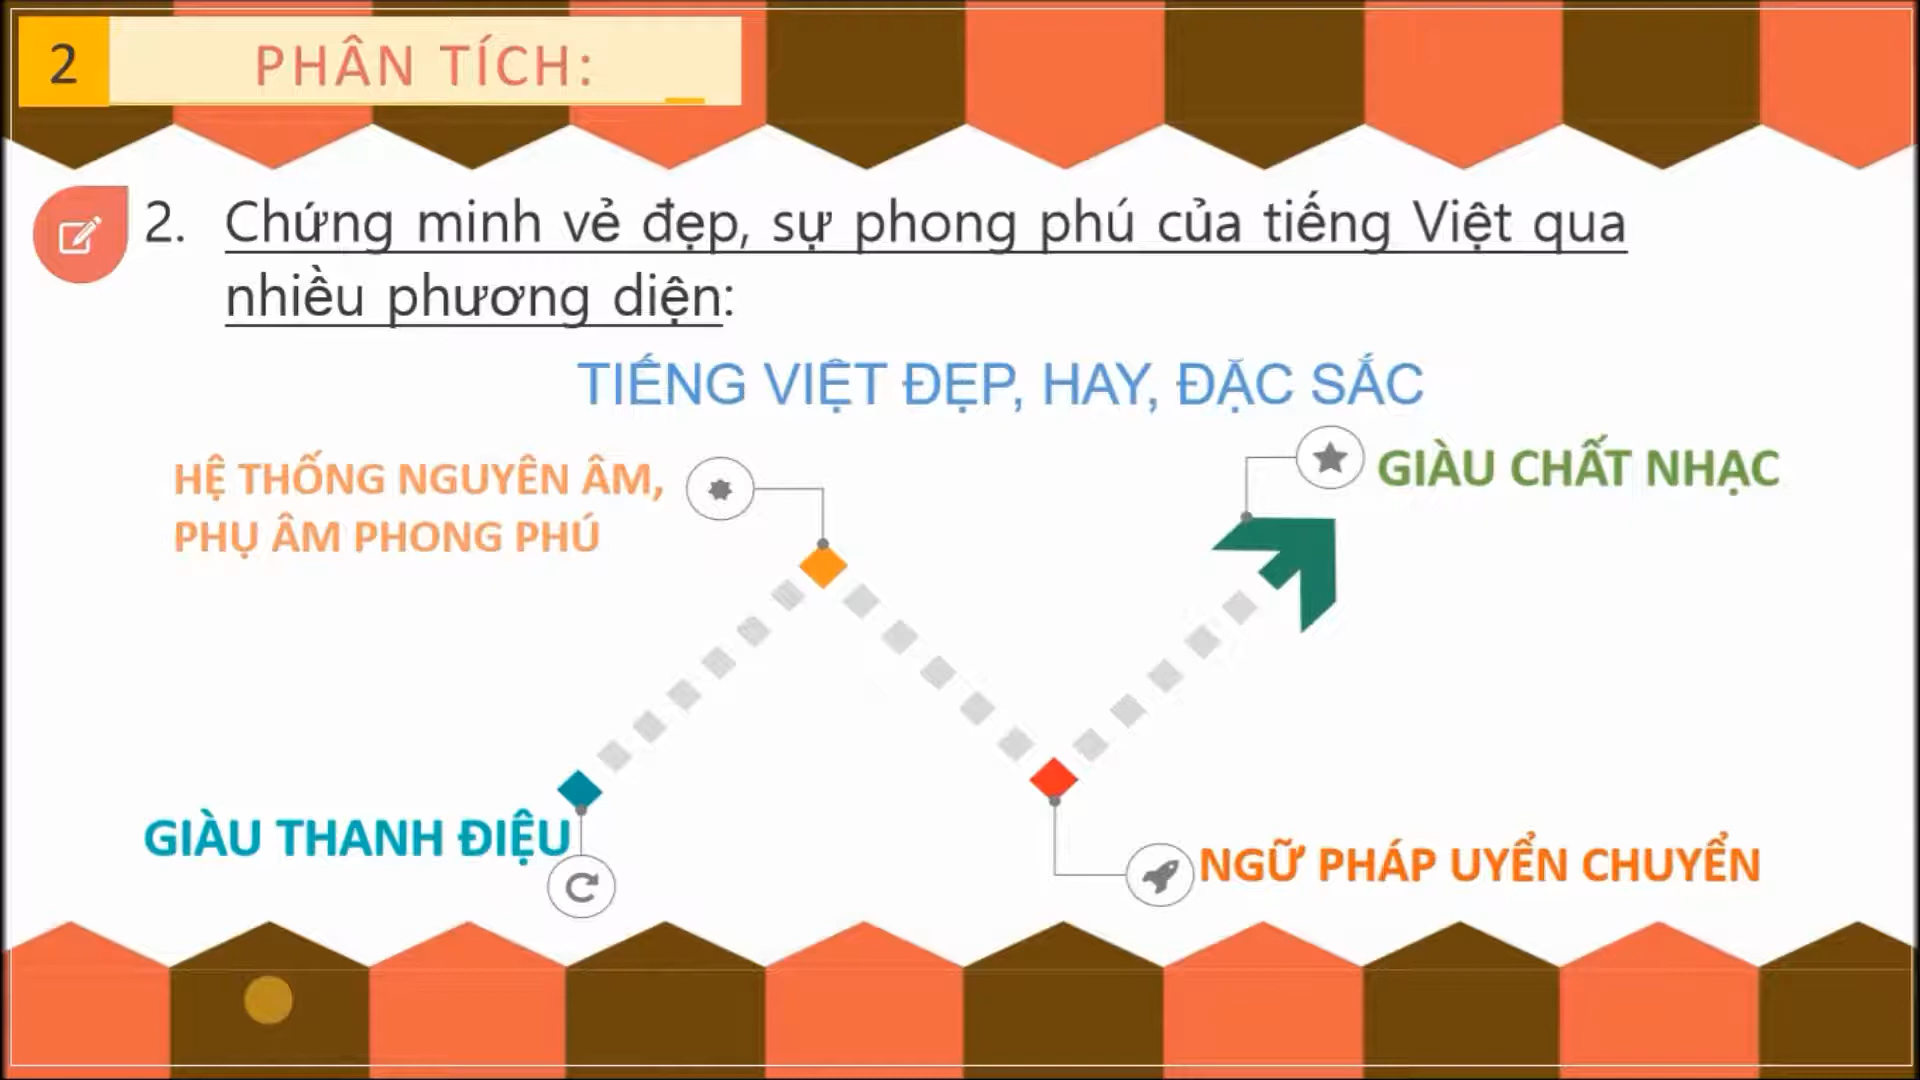 2
PHÂN TÍCH:
2. Chứng minh vẻ đẹp, sự phong phú của tiếng Việt qua
nhiều phương diện:
TIẾNG VIỆT ĐẸP, HAY, ĐẶC SẮC
HỆ THỐNG NGUYÊN ÂM,
PHỤ ÂM PHONG PHÚ
GIÀU CHẤT NHẠC
GIÀU THANH ĐIỆU
NGỮ PHÁP UYỂN CHUYỂN